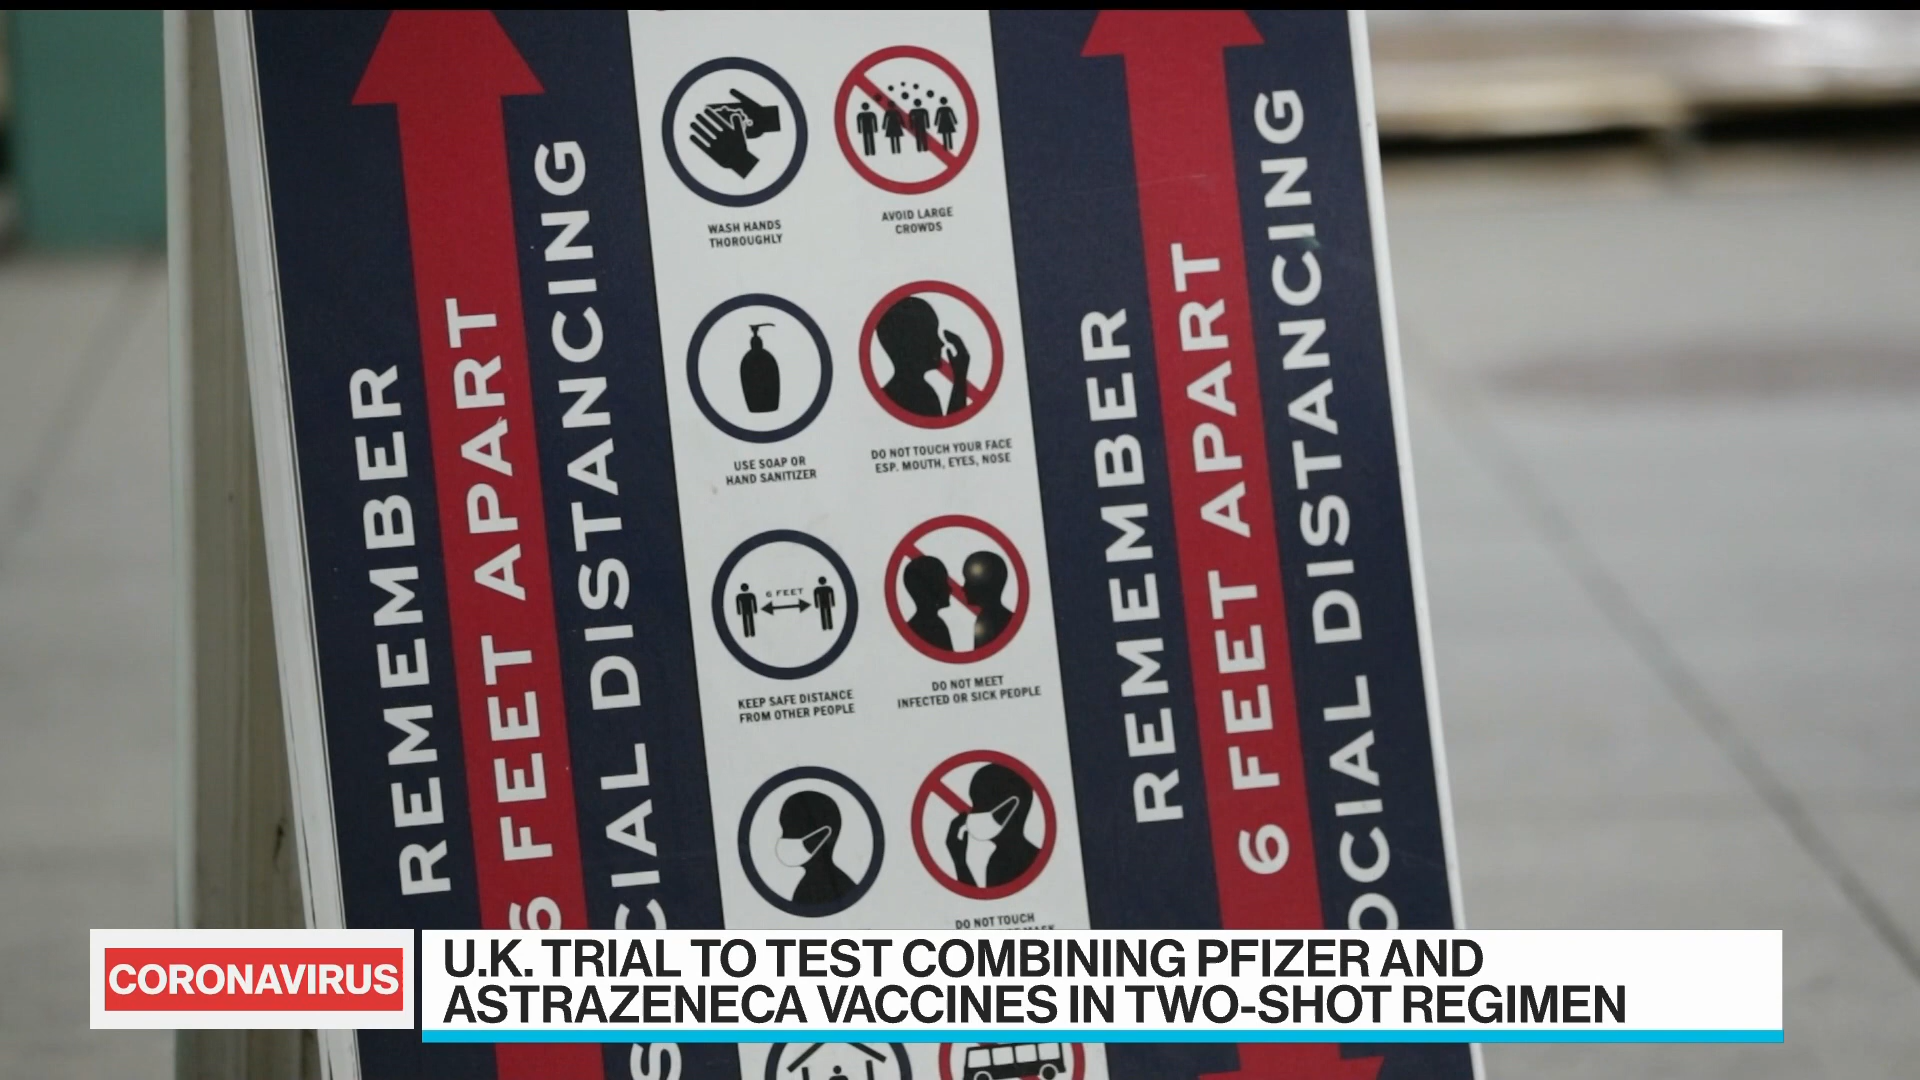 REMEMBER
6 FEET APART
SOCIAL DISTANCING
WASH HANDS
THOROUGHLY
AVOID LARGE
CROWDS
USE SOAP OR
HAND SANITIZER
DO NOT TOUCH YOUR FACE
ESP. MOUTH, EYES, NOSE
6 FEET
KEEP SAFE DISTANCE
FROM OTHER PEOPLE
DO NOT MEET
INFECTED OR SICK PEOPLE
DO NOT TOUCH
REMEMBER
6 FEET APART
OCIAL DISTANCING
CORONAVIRUS
U.K. TRIAL TO TEST COMBINING PFIZER AND
ASTRAZENECA VACCINES IN TWO-SHOT REGIMEN